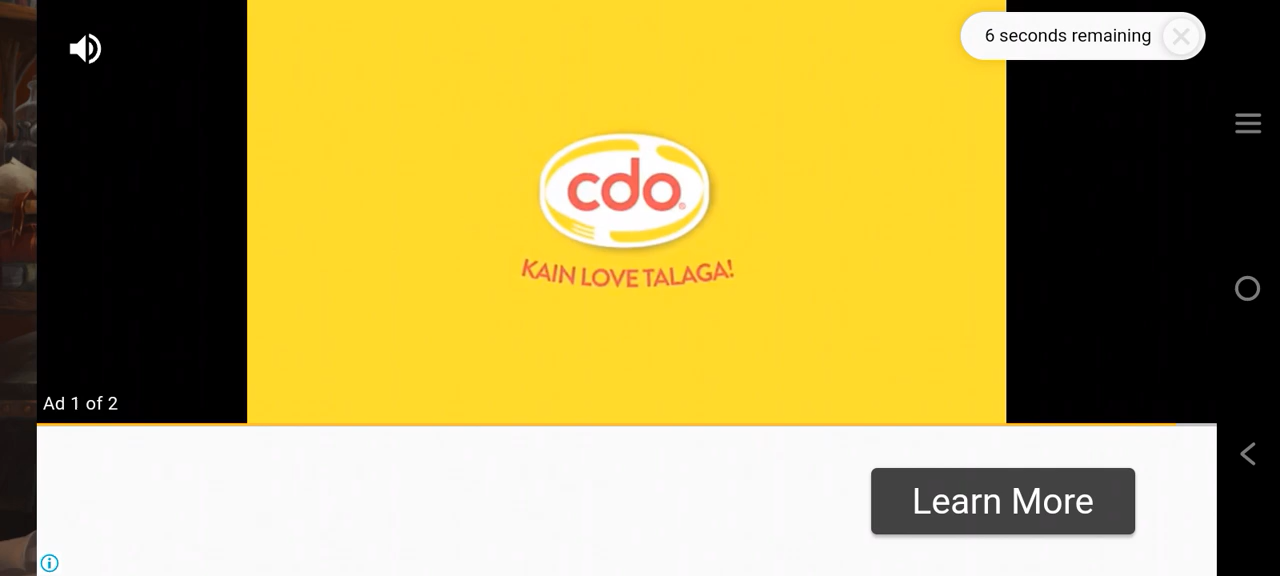 6 seconds remaining
cdo®
KAIN LOVE TALAGA!
Ad 1 of 2
Learn More